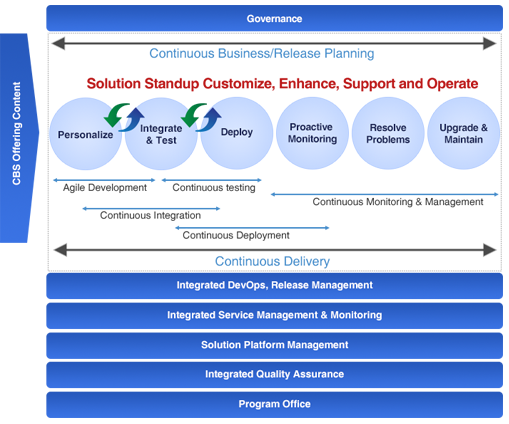 Governance
CBS Offering Content
Continuous Business/Release Planning
Solution Standup Customize, Enhance, Support and Operate
Personalize
Integrate
& Test
Deploy
Proactive
Monitoring
Resolve
Problems
Upgrade &
Maintain
Agile Development
Continuous testing
Continuous Monitoring & Management
Continuous Integration
Continuous Deployment
Continuous Delivery
Integrated DevOps, Release Management
Integrated Service Management & Monitoring
Solution Platform Management
Integrated Quality Assurance
Program Office